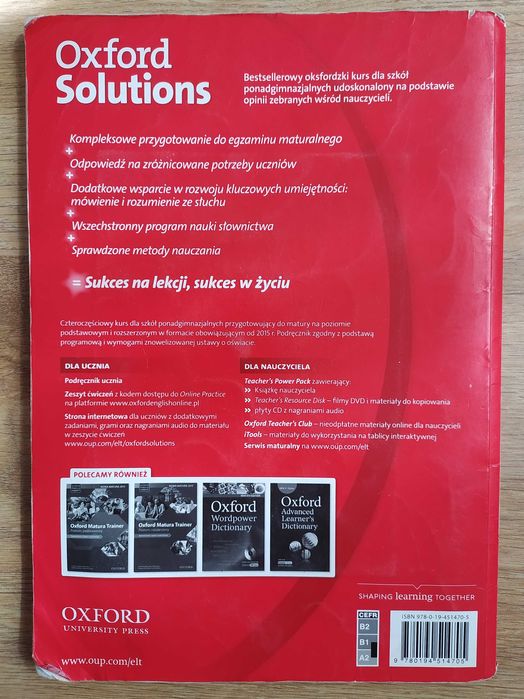 Oxford
Solutions
Bestsellerowy oksfordzki kurs dla szkół
ponadgimnazjalnych udoskonalony na podstawie
opinii zebranych wśród nauczycieli.
Kompleksowe przygotowanie do egzaminu maturalnego
+
Odpowiedź na zróżnicowane potrzeby uczniów
+
Dodatkowe wsparcie w rozwoju kluczowych umiejętności:
mówienie i rozumienie ze słuchu
+
Wszechstronny program nauki słownictwa
+
Sprawdzone metody nauczania
= Sukces na lekcji, sukces w życiu
Czteroczęściowy kurs dla szkół ponadgimnazjalnych przygotowujący do matury na poziomie
podstawowym i rozszerzonym w formacie obowiązującym od 2015 r. Podręcznik zgodny z podstawą
programową i wymogami znowelizowanej ustawy o oświacie.
DLA UCZNIA
Podręcznik ucznia
Zeszyt ćwiczeń z kodem dostępu do Online Practice
na platformie www.oxfordenglishonline.pl
Strona internetowa dla uczniów z dodatkowymi
zadaniami, grami oraz nagraniami audio do materiału
w zeszycie ćwiczeń
www.oup.com/elt/oxfordsolutions
DLA NAUCZYCIELA
Teacher's Power Pack zawierający:
» Książkę nauczyciela
» Teacher's Resource Disk – filmy DVD i materiały do kopiowania
» płyty CD z nagraniami audio
Oxford Teacher's Club – nieodpłatne materiały online dla nauczycieli
iTools – materiały do wykorzystania na tablicy interaktywnej
Serwis maturalny na www.oup.com/elt
POLECAMY RÓWNIEŻ
Oxford Matura Trainer
Oxford Matura Trainer
Oxford
Wordpower
Dictionary
Oxford
Advanced
Learner's
Dictionary
SHAPING learning TOGETHER
OXFORD
UNIVERSITY PRESS
www.oup.com/elt
CEFR
B2
B1
A2
ISBN 978-0-19-451470-5
9 780194 514705